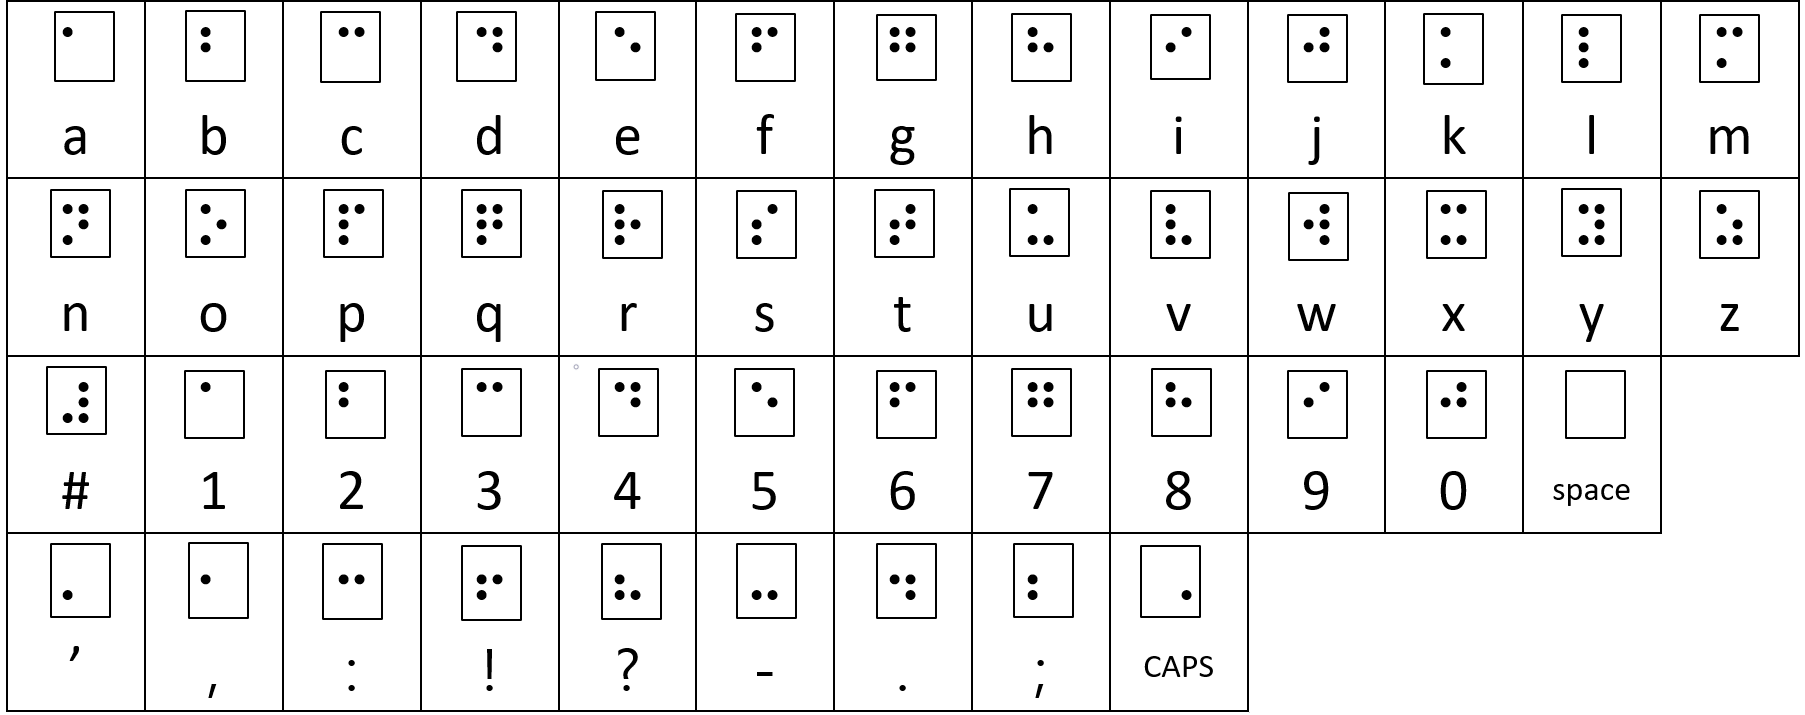 ⠁ ⠃ ⠉ ⠙ ⠑ ⠋ ⠛ ⠓ ⠊ ⠚ ⠅ ⠇ ⠍
a b c d e f g h i j k l m
⠝ ⠕ ⠏ ⠟ ⠗ ⠎ ⠞ ⠥ ⠧ ⠺ ⠭ ⠽ ⠵
n o p q r s t u v w x y z
⠼ ⠁ ⠃ ⠉ ⠙ ⠑ ⠋ ⠛ ⠓ ⠊ ⠚ ⠀
# 1 2 3 4 5 6 7 8 9 0 space
⠄ ⠂ ⠒ ⠖ ⠦ ⠤ ⠲ ⠆ ⠠
’ , : ! ? - . ; CAPS